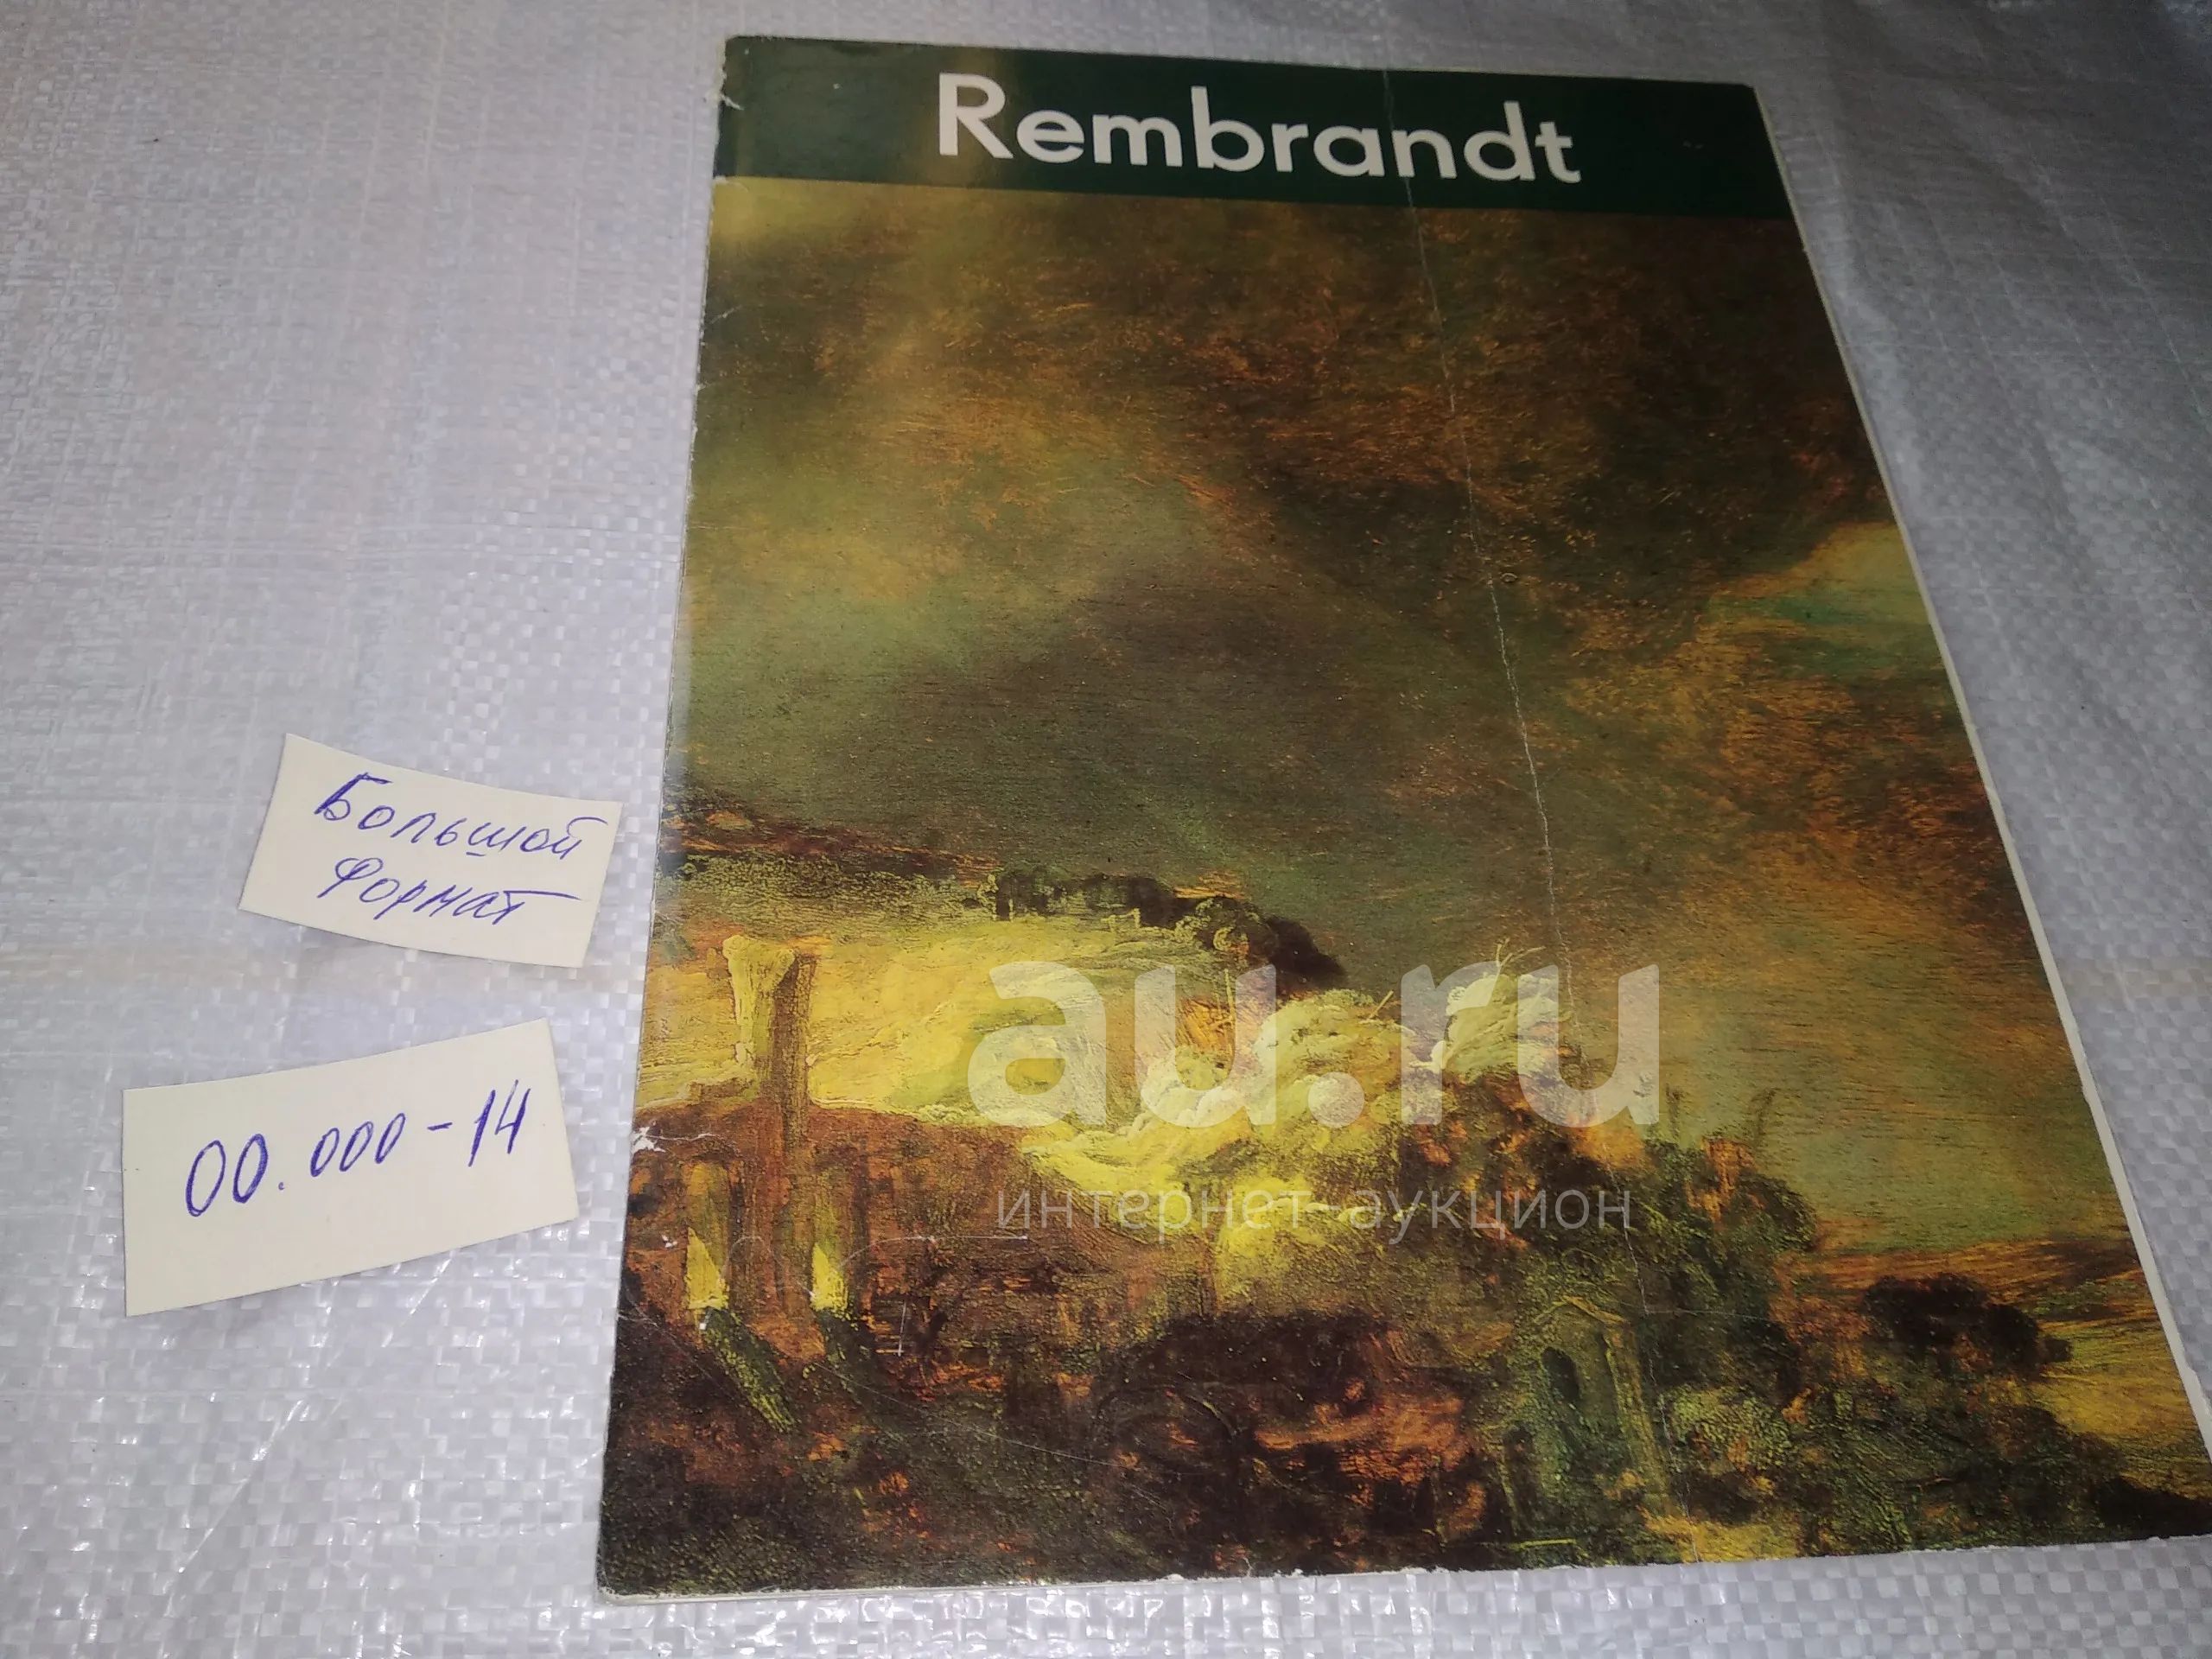 Rembrandt
Большой
формат
00.000-14
au.ru
интернет-аукцион